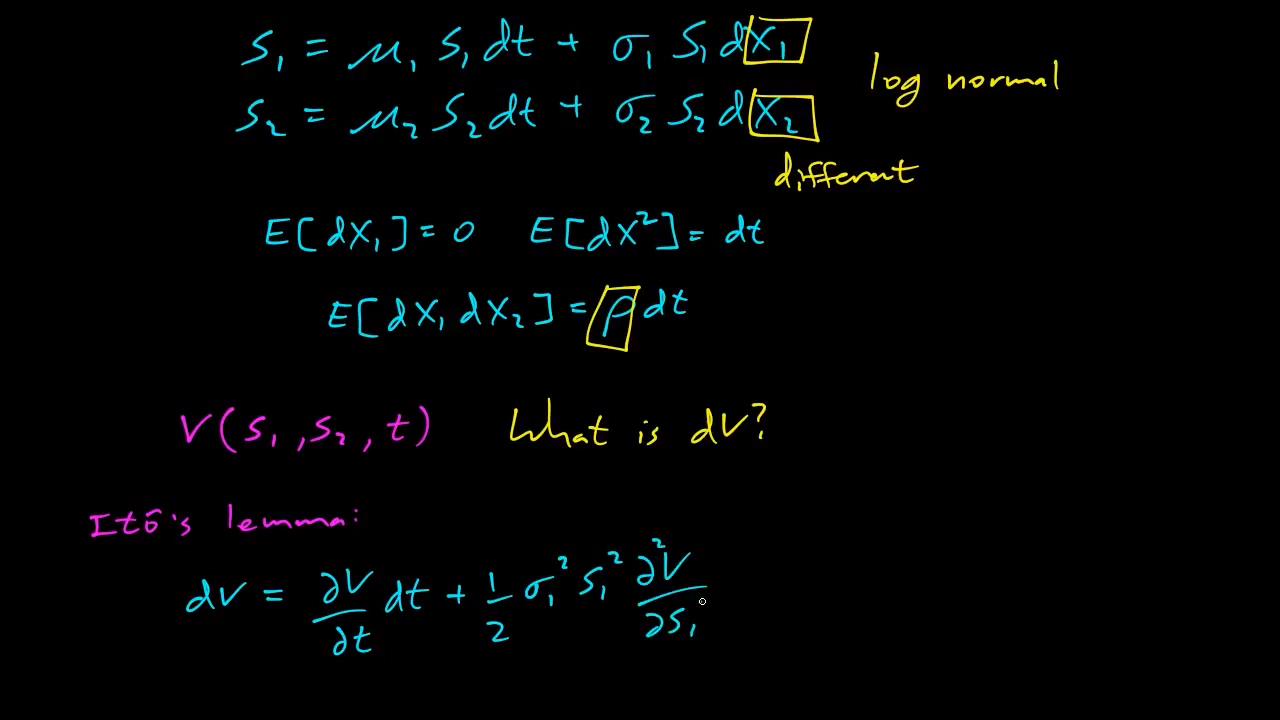 S₁ = μ₁ S₁ dt + σ₁ S₁ dX₁
log normal
S₂ = μ₂ S₂ dt + σ₂ S₂ dX₂
different
E[dX₁] = 0 E[dX²] = dt
E[dX₁ dX₂] = ρ dt
V(S₁, S₂, t) What is dV?
Itō's lemma:
dV = ∂V/∂t dt + 1/2 σ₁² S₁² ∂²V/∂S₁